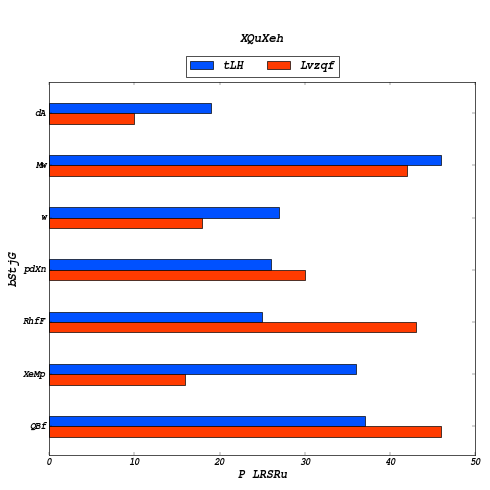 XQuXeh
tLH Lvzqf
dA
Mw
w
pdXn
RhfF
XeMp
QBf
bStjG
0 10 20 30 40 50
P LRSRu